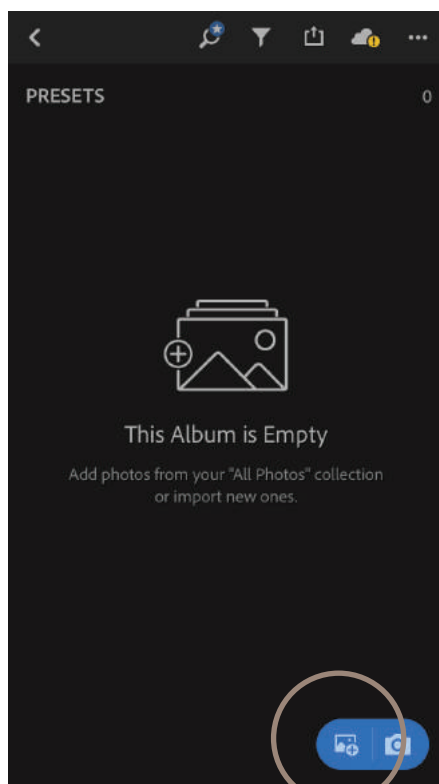 PRESETS
0
This Album is Empty
Add photos from your "All Photos" collection
or import new ones.